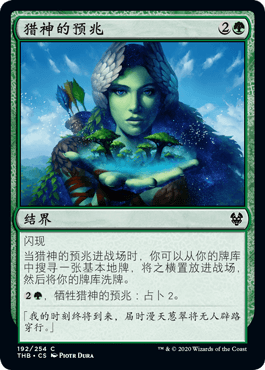 猎神的预兆 2
结界
闪现
当猎神的预兆进战场时，你可以从你的牌库
中搜寻一张基本地牌，将之横置放进战场，
然后将你的牌库洗牌。
2，牺牲猎神的预兆：占卜2。
「我的时刻终将到来，届时漫天葱翠将无人辟路
穿行。」
192/254 C
THB • CS Piotr Dura
™ & © 2020 Wizards of the Coast